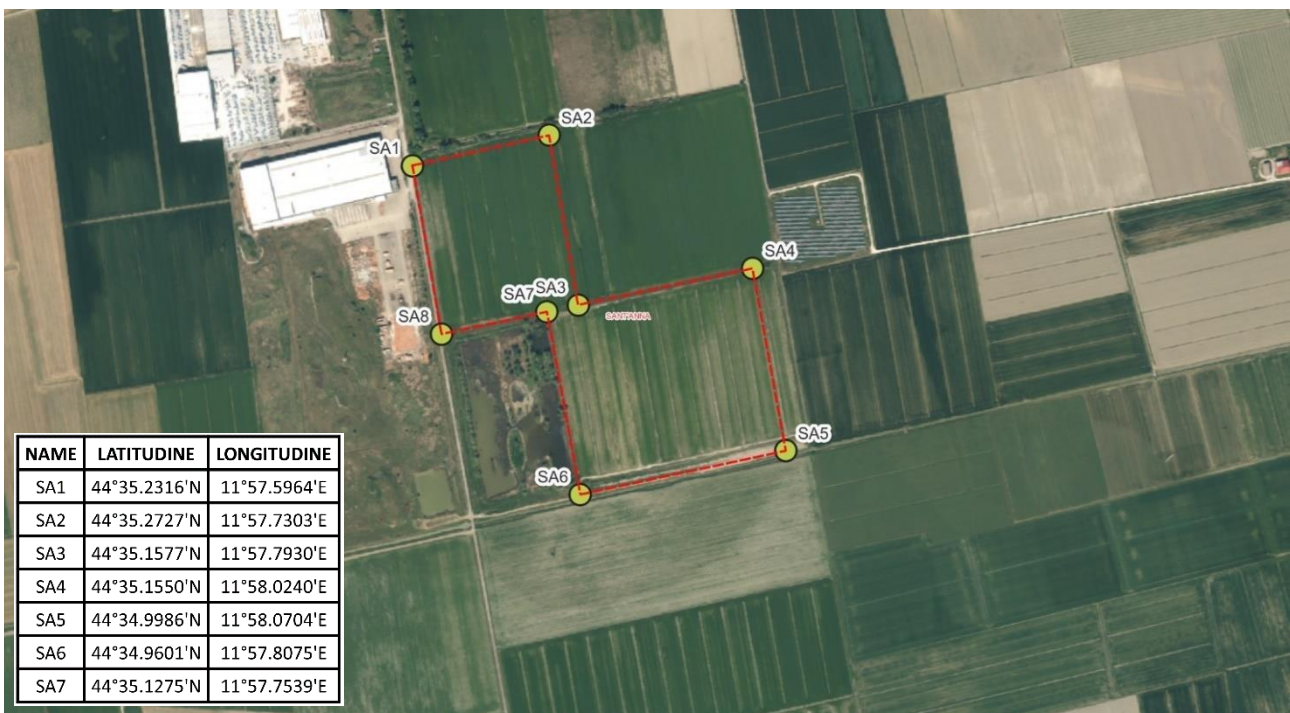 SA2
SA1
SA4
SA7 SA3
SANT'ANNA
SA8
SA5
SA6
NAME LATITUDINE LONGITUDINE
SA1 44°35.2316'N 11°57.5964'E
SA2 44°35.2727'N 11°57.7303'E
SA3 44°35.1577'N 11°57.7930'E
SA4 44°35.1550'N 11°58.0240'E
SA5 44°34.9986'N 11°58.0704'E
SA6 44°34.9601'N 11°57.8075'E
SA7 44°35.1275'N 11°57.7539'E